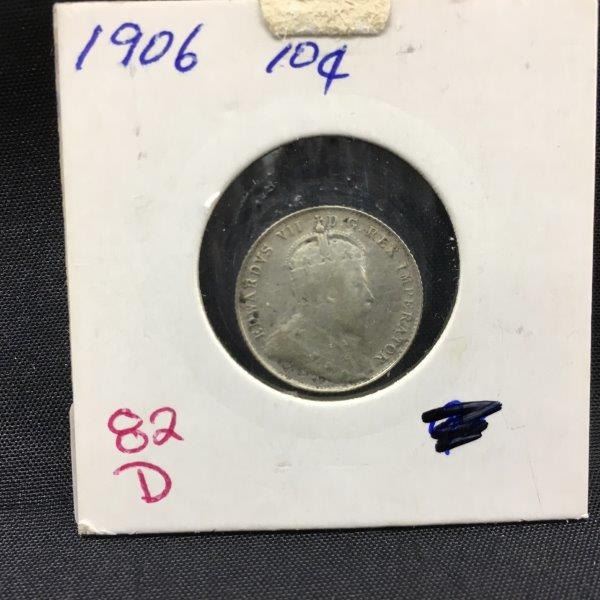 1906 10¢
EDWARDVS VII D.G. REX IMPERATOR
82
D